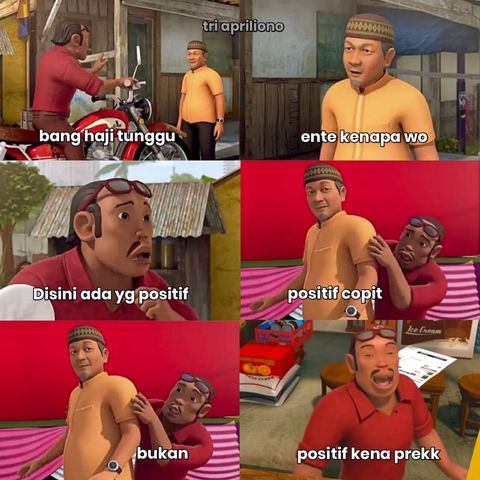 tri apriliono
bang haji tunggu
ente kenapa wo
Disini ada yg positif
positif copit
bukan
Ice Cream
positif kena prekk